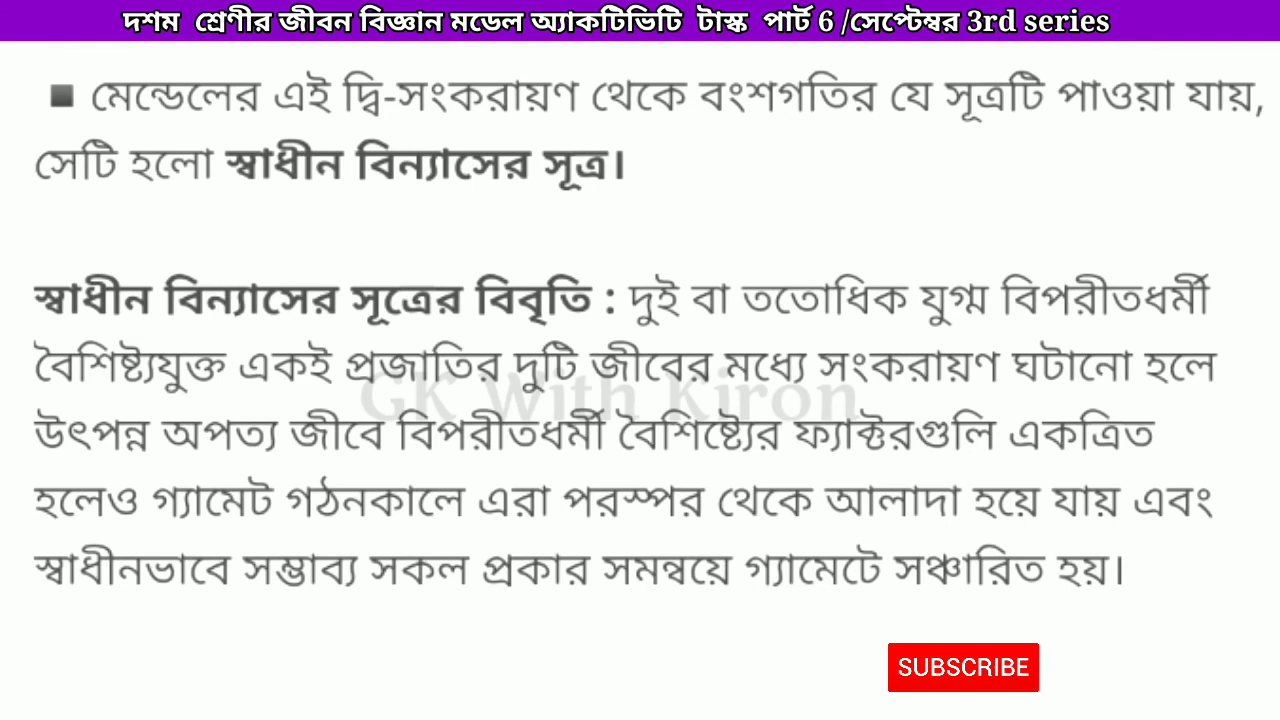 দশম শ্রেণীর জীবন বিজ্ঞান মডেল অ্যাকটিভিটি টাস্ক পার্ট 6 /সেপ্টেম্বর 3rd series
▪ মেন্ডেলের এই দ্বি-সংকরায়ণ থেকে বংশগতির যে সূত্রটি পাওয়া যায়,
সেটি হলো স্বাধীন বিন্যাসের সূত্র।
স্বাধীন বিন্যাসের সূত্রের বিবৃতি : দুই বা ততোধিক যুগ্ম বিপরীতধর্মী
বৈশিষ্ট্যযুক্ত একই প্রজাতির দুটি জীবের মধ্যে সংকরায়ণ ঘটানো হলে
GK With Kiron
উৎপন্ন অপত্য জীবে বিপরীতধর্মী বৈশিষ্ট্যের ফ্যাক্টরগুলি একত্রিত
হলেও গ্যামেট গঠনকালে এরা পরস্পর থেকে আলাদা হয়ে যায় এবং
স্বাধীনভাবে সম্ভাব্য সকল প্রকার সমন্বয়ে গ্যামেটে সঞ্চারিত হয়।
SUBSCRIBE